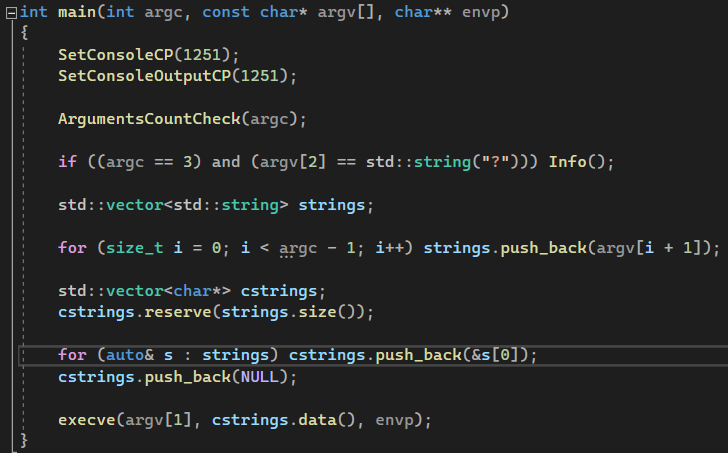 int main(int argc, const char* argv[], char** envp)
{
    SetConsoleCP(1251);
    SetConsoleOutputCP(1251);
    ArgumentsCountCheck(argc);
    if ((argc == 3) and (argv[2] == std::string("?"))) Info();
    std::vector<std::string> strings;
    for (size_t i = 0; i < argc - 1; i++) strings.push_back(argv[i + 1]);
    std::vector<char*> cstrings;
    cstrings.reserve(strings.size());
    for (auto& s : strings) cstrings.push_back(&s[0]);
    cstrings.push_back(NULL);
    execve(argv[1], cstrings.data(), envp);
}